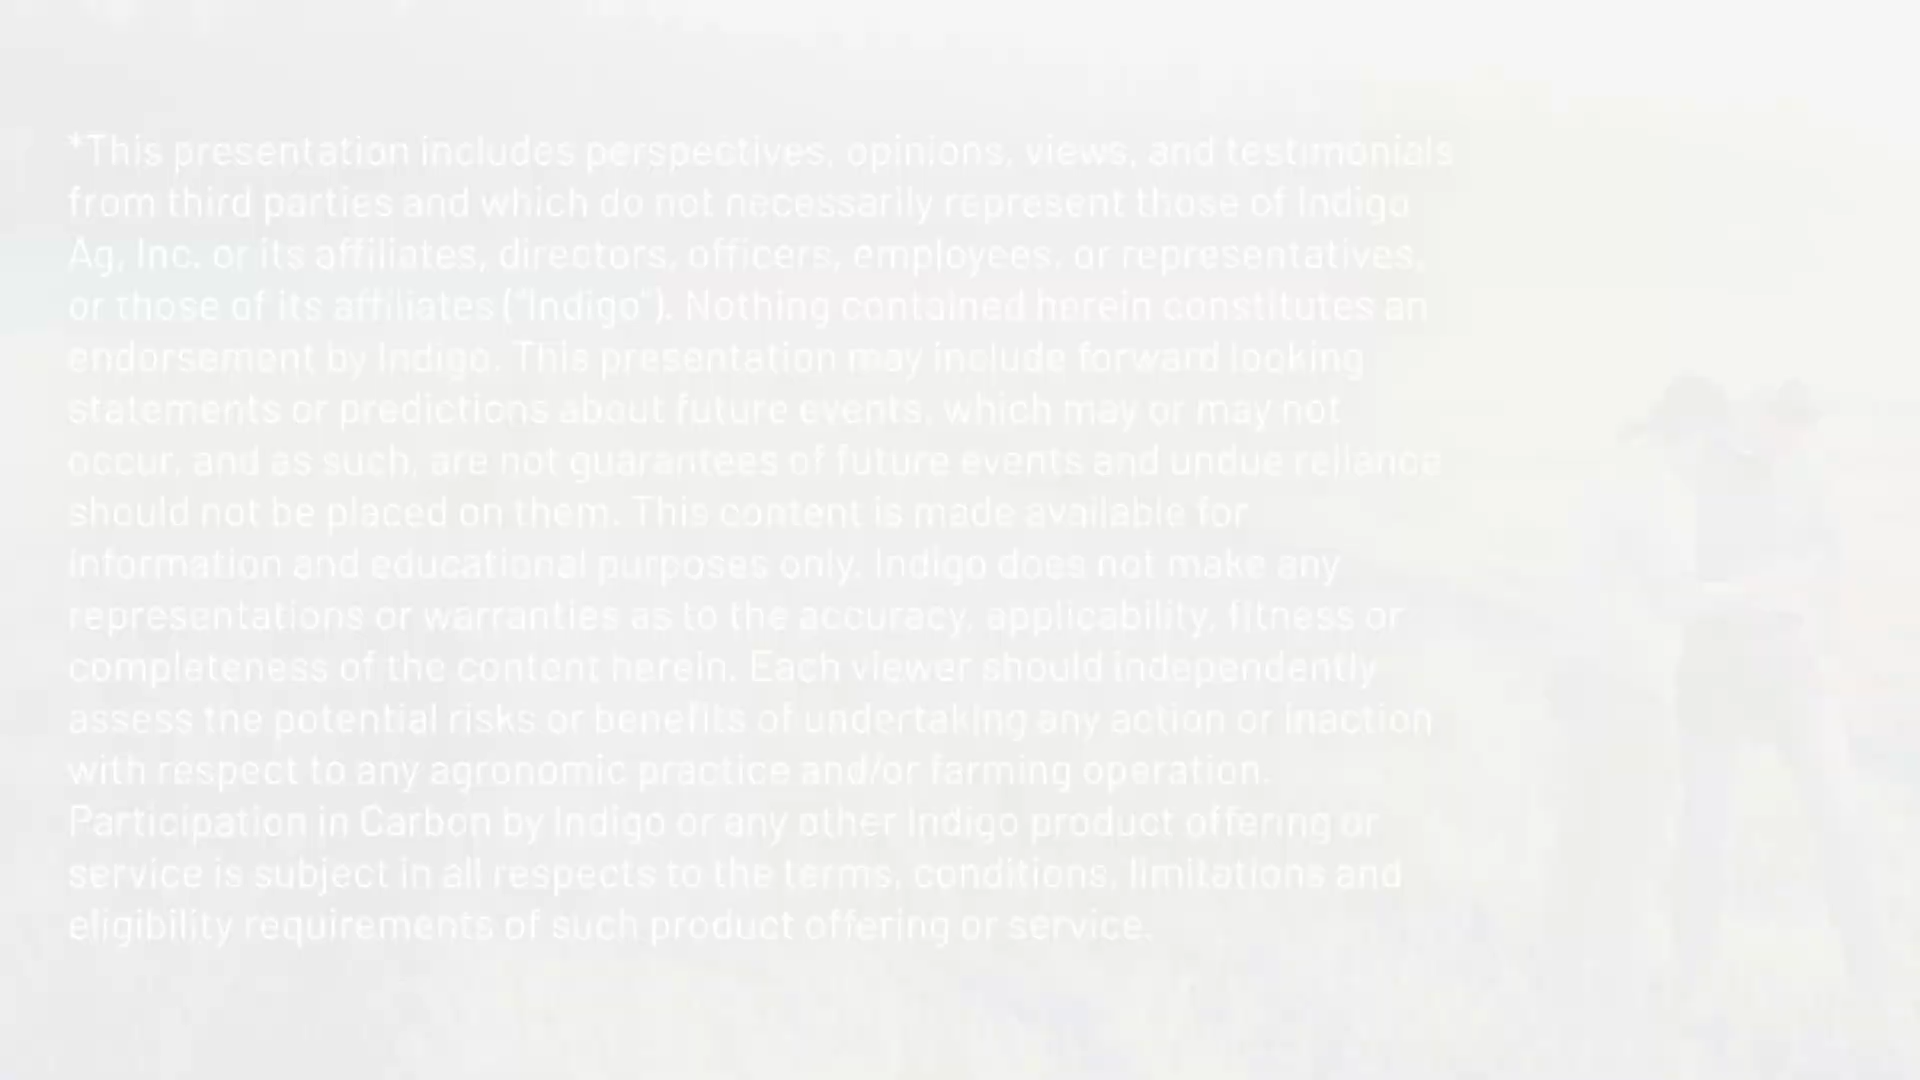 *This presentation includes perspectives, opinions, views, and testimonials
from third parties and which do not necessarily represent those of Indigo
Ag, Inc. or its affiliates, directors, officers, employees, or representatives,
or those of its affiliates ("Indigo"). Nothing contained herein constitutes an
endorsement by Indigo. This presentation may include forward looking
statements or predictions about future events, which may or may not
occur, and as such, are not guarantees of future events and undue reliance
should not be placed on them. This content is made available for
information and educational purposes only. Indigo does not make any
representations or warranties as to the accuracy, applicability, fitness or
completeness of the content herein. Each viewer should independently
assess the potential risks or benefits of undertaking any action or inaction
with respect to any agronomic practice and/or farming operation.
Participation in Carbon by Indigo or any other Indigo product offering or
service is subject in all respects to the terms, conditions, limitations and
eligibility requirements of such product offering or service.